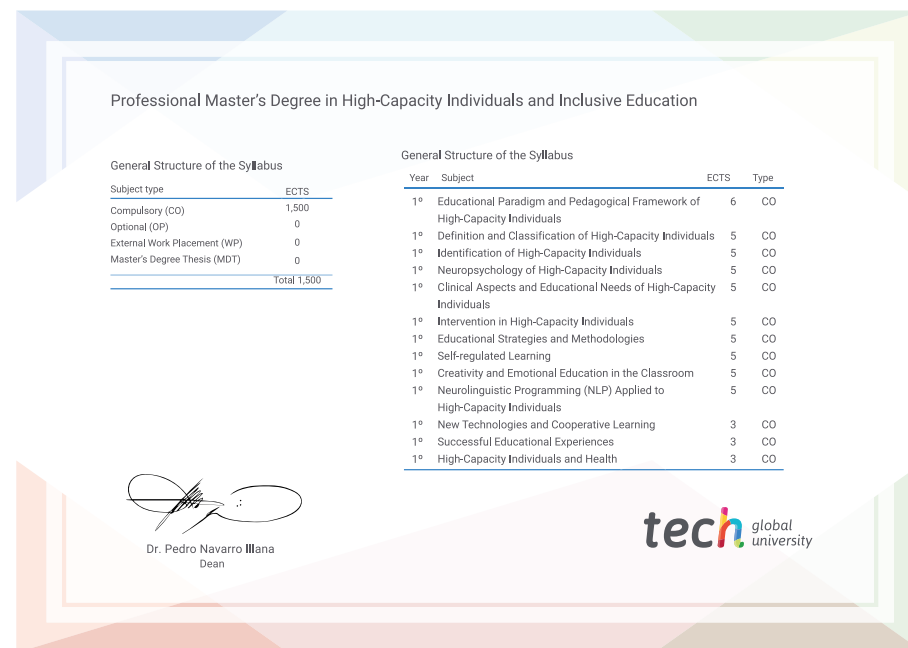 Professional Master's Degree in High-Capacity Individuals and Inclusive Education
General Structure of the Syllabus
Subject type ECTS
Compulsory (CO) 1,500
Optional (OP) 0
External Work Placement (WP) 0
Master's Degree Thesis (MDT) 0
Total 1,500
General Structure of the Syllabus
Year Subject ECTS Type
1º Educational Paradigm and Pedagogical Framework of 6 CO
High-Capacity Individuals
1º Definition and Classification of High-Capacity Individuals 5 CO
1º Identification of High-Capacity Individuals 5 CO
1º Neuropsychology of High-Capacity Individuals 5 CO
1º Clinical Aspects and Educational Needs of High-Capacity 5 CO
Individuals
1º Intervention in High-Capacity Individuals 5 CO
1º Educational Strategies and Methodologies 5 CO
1º Self-regulated Learning 5 CO
1º Creativity and Emotional Education in the Classroom 5 CO
1º Neurolinguistic Programming (NLP) Applied to 5 CO
High-Capacity Individuals
1º New Technologies and Cooperative Learning 3 CO
1º Successful Educational Experiences 3 CO
1º High-Capacity Individuals and Health 3 CO
Dr. Pedro Navarro Illana
Dean
tech global
university